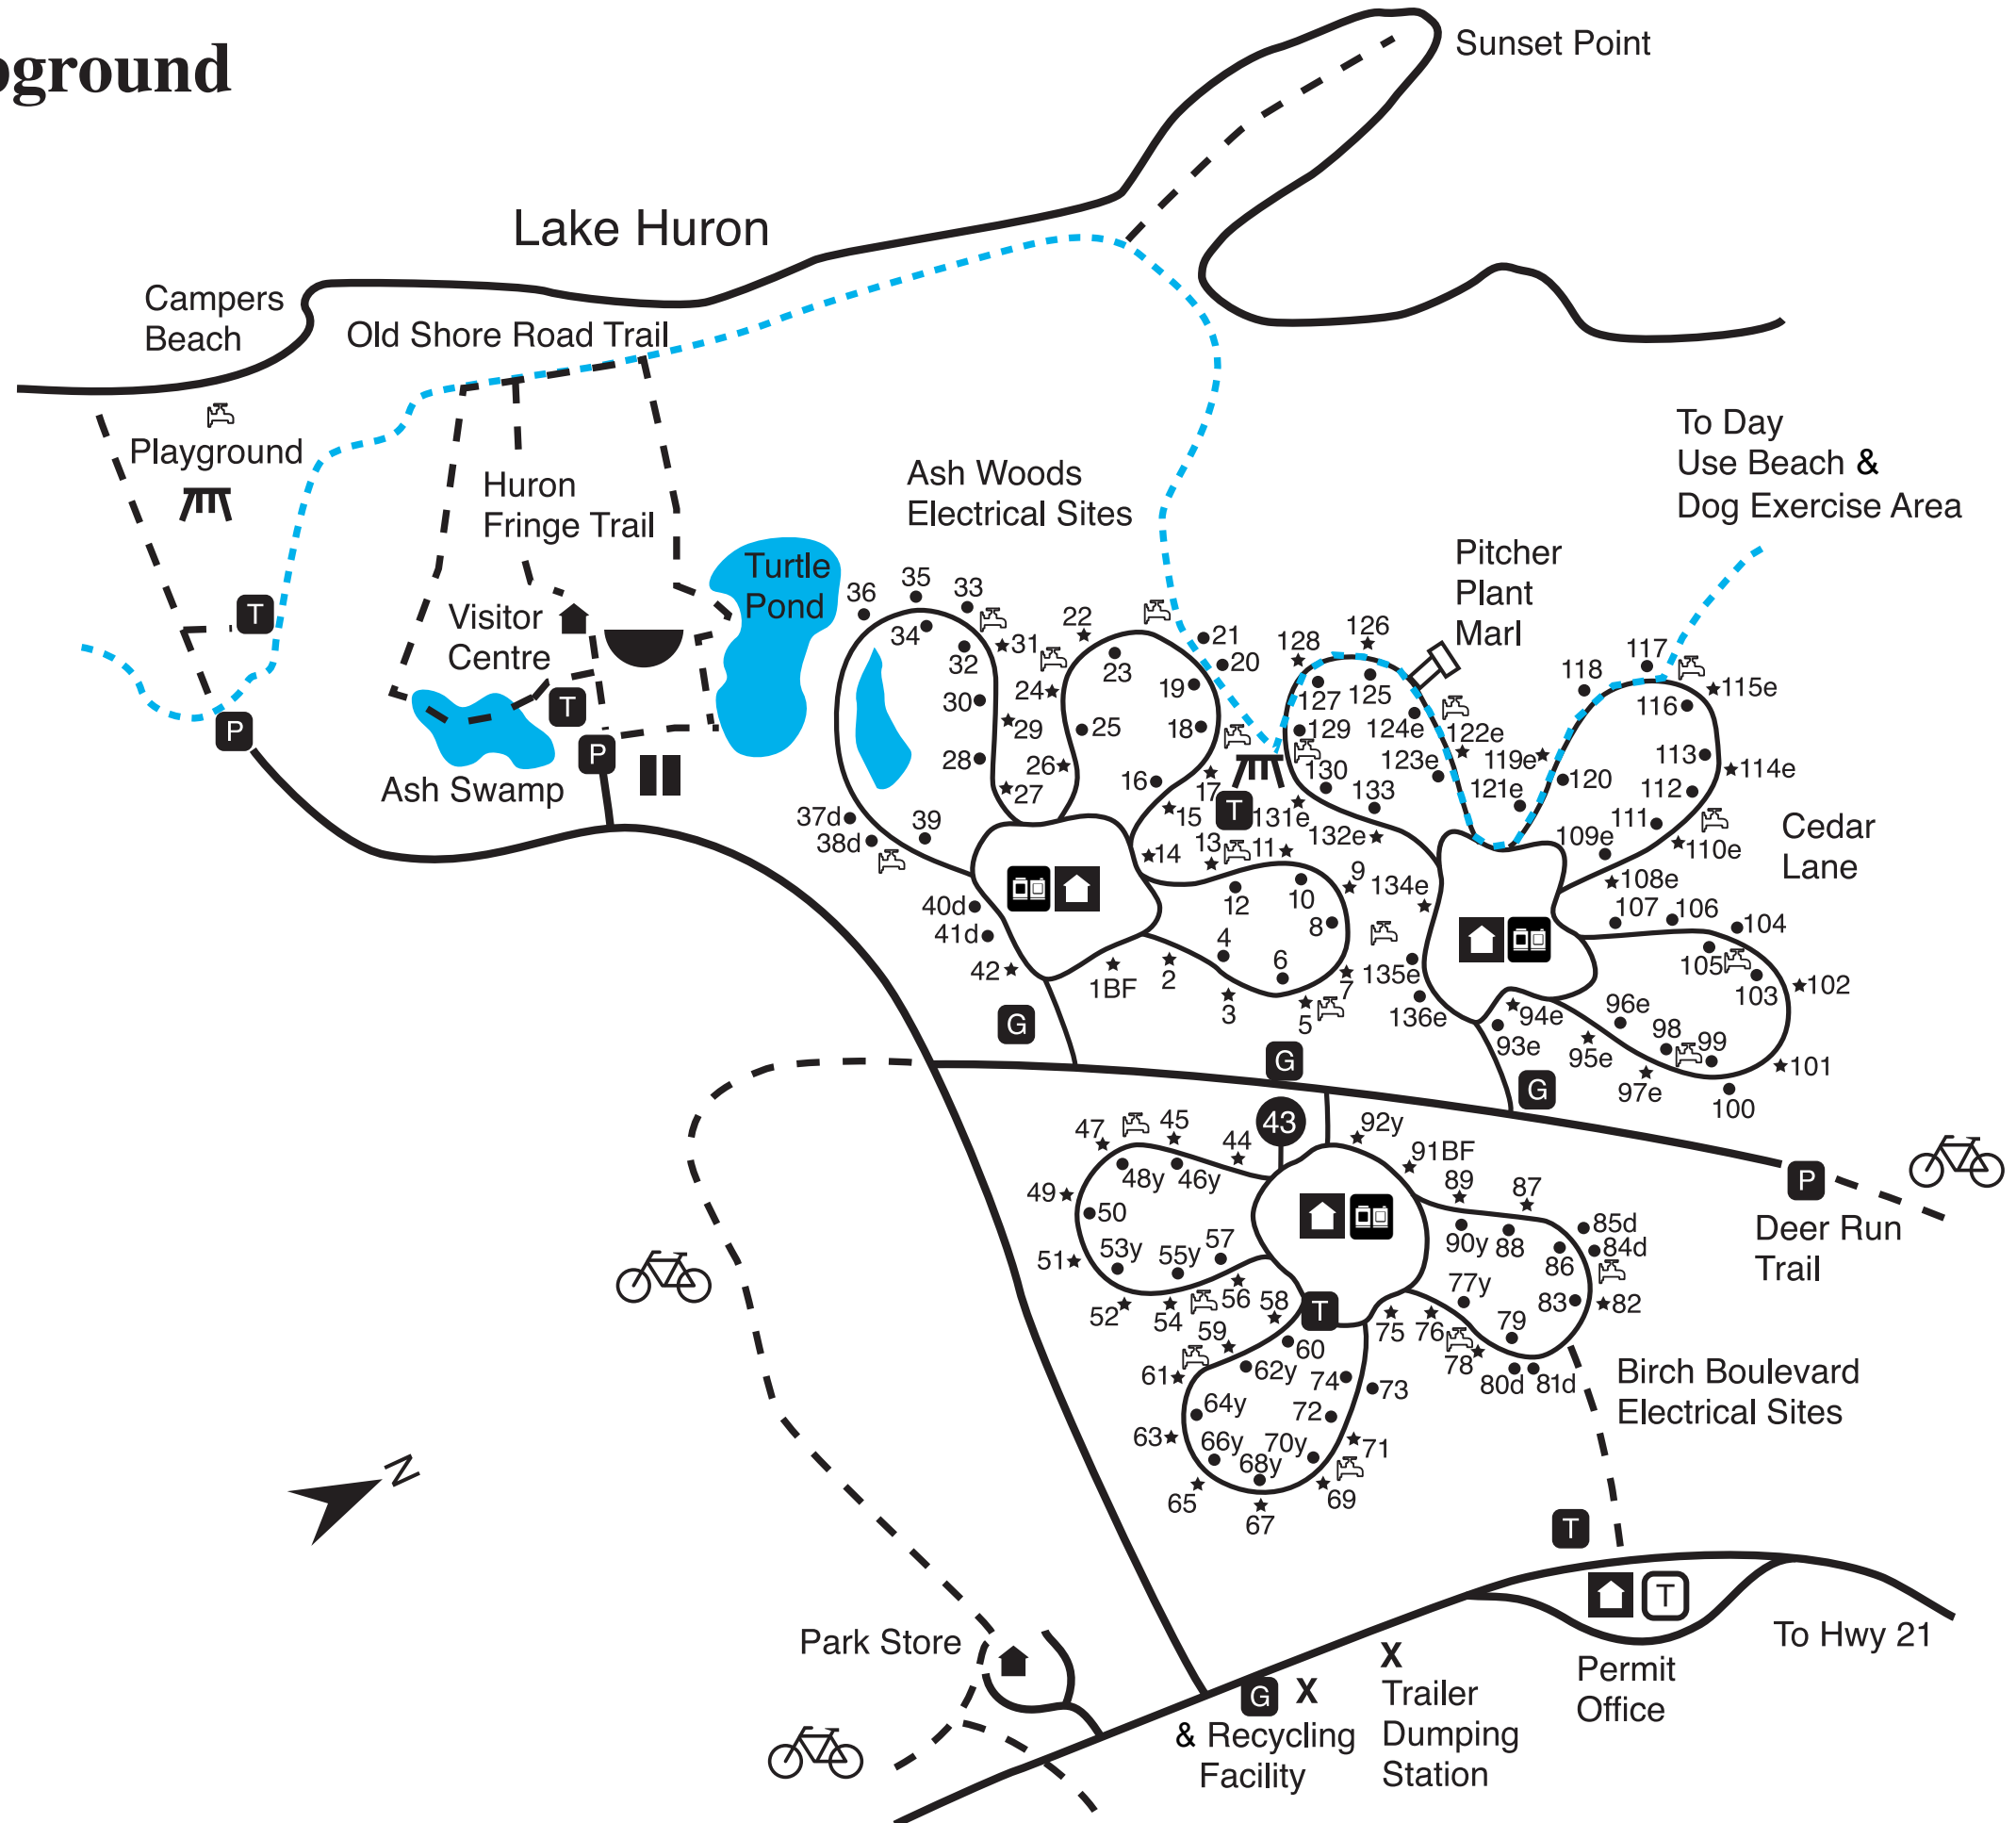 pground
Sunset Point
Lake Huron
Campers
Beach
Old Shore Road Trail
Playground
Huron
Fringe Trail
Ash Woods
Electrical Sites
To Day
Use Beach &
Dog Exercise Area
Pitcher
Plant
Marl
Turtle
Pond
Visitor
Centre
T
T
P
P
Ash Swamp
36
35
33
34
32
31
30
29
28
27
37d
38d
39
40d
41d
42
22
23
24
25
26
21
20
19
18
17
16
15
14
13
11
12
10
9
8
7
6
5
4
3
2
1BF
T
G
128
126
127
125
129
124e
122e
123e
130
133
131e
132e
134e
135e
136e
119e
121e
118
117
115e
116
120
113
114e
112
111
110e
109e
108e
107
106
104
105
103
102
101
100
99
98
97e
96e
95e
94e
93e
Cedar
Lane
G
G
43
47
45
44
48y
46y
49
50
51
53y
55y
57
52
54
56
58
59
60
61
62y
64y
63
66y
68y
70y
65
67
69
71
72
73
74
T
92y
91BF
89
87
90y
88
86
85d
84d
83
82
77y
79
75
76
78
80d
81d
P
Deer Run
Trail
Birch Boulevard
Electrical Sites
N
T
T
Park Store
To Hwy 21
Permit
Office
G X
& Recycling
Facility
X
Trailer
Dumping
Station